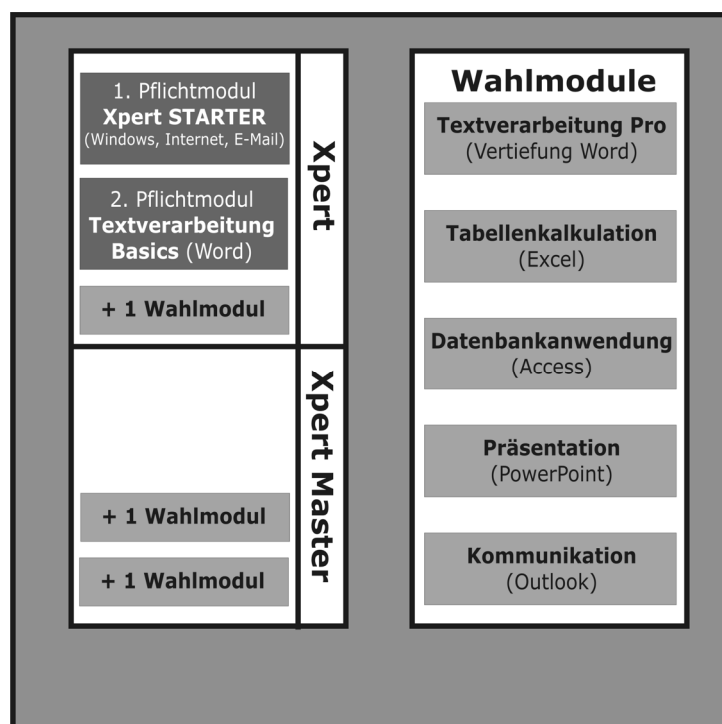 1. Pflichtmodul
Xpert STARTER
(Windows, Internet, E-Mail)
2. Pflichtmodul
Textverarbeitung
Basics (Word)
+ 1 Wahlmodul
Xpert
+ 1 Wahlmodul
+ 1 Wahlmodul
Xpert Master
Wahlmodule
Textverarbeitung Pro
(Vertiefung Word)
Tabellenkalkulation
(Excel)
Datenbankanwendung
(Access)
Präsentation
(PowerPoint)
Kommunikation
(Outlook)